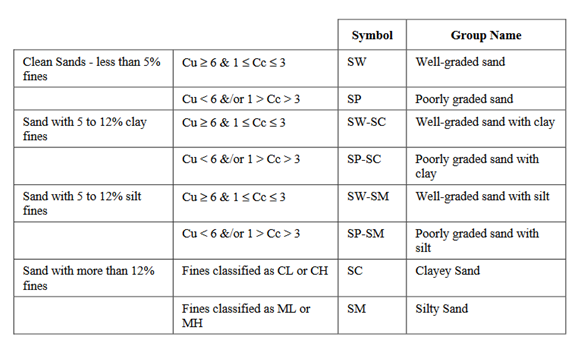 Symbol Group Name
Clean Sands - less than 5% Cu ≥ 6 & 1 ≤ Cc ≤ 3 SW Well-graded sand
fines
Cu < 6 &/or 1 > Cc > 3 SP Poorly graded sand
Sand with 5 to 12% clay Cu ≥ 6 & 1 ≤ Cc ≤ 3 SW-SC Well-graded sand with clay
fines
Cu < 6 &/or 1 > Cc > 3 SP-SC Poorly graded sand with
clay
Sand with 5 to 12% silt Cu ≥ 6 & 1 ≤ Cc ≤ 3 SW-SM Well-graded sand with silt
fines
Cu < 6 &/or 1 > Cc > 3 SP-SM Poorly graded sand with
silt
Sand with more than 12% Fines classified as CL or CH SC Clayey Sand
fines
Fines classified as ML or SM Silty Sand
MH